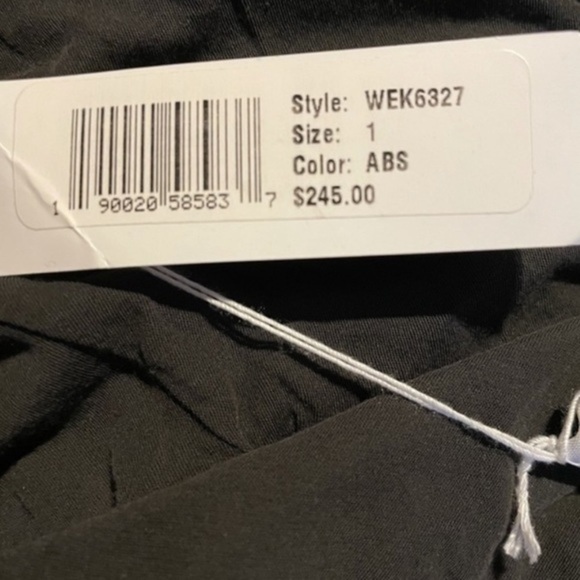 Style: WEK6327
Size: 1
Color: ABS
$245.00
1 90020 58583 7